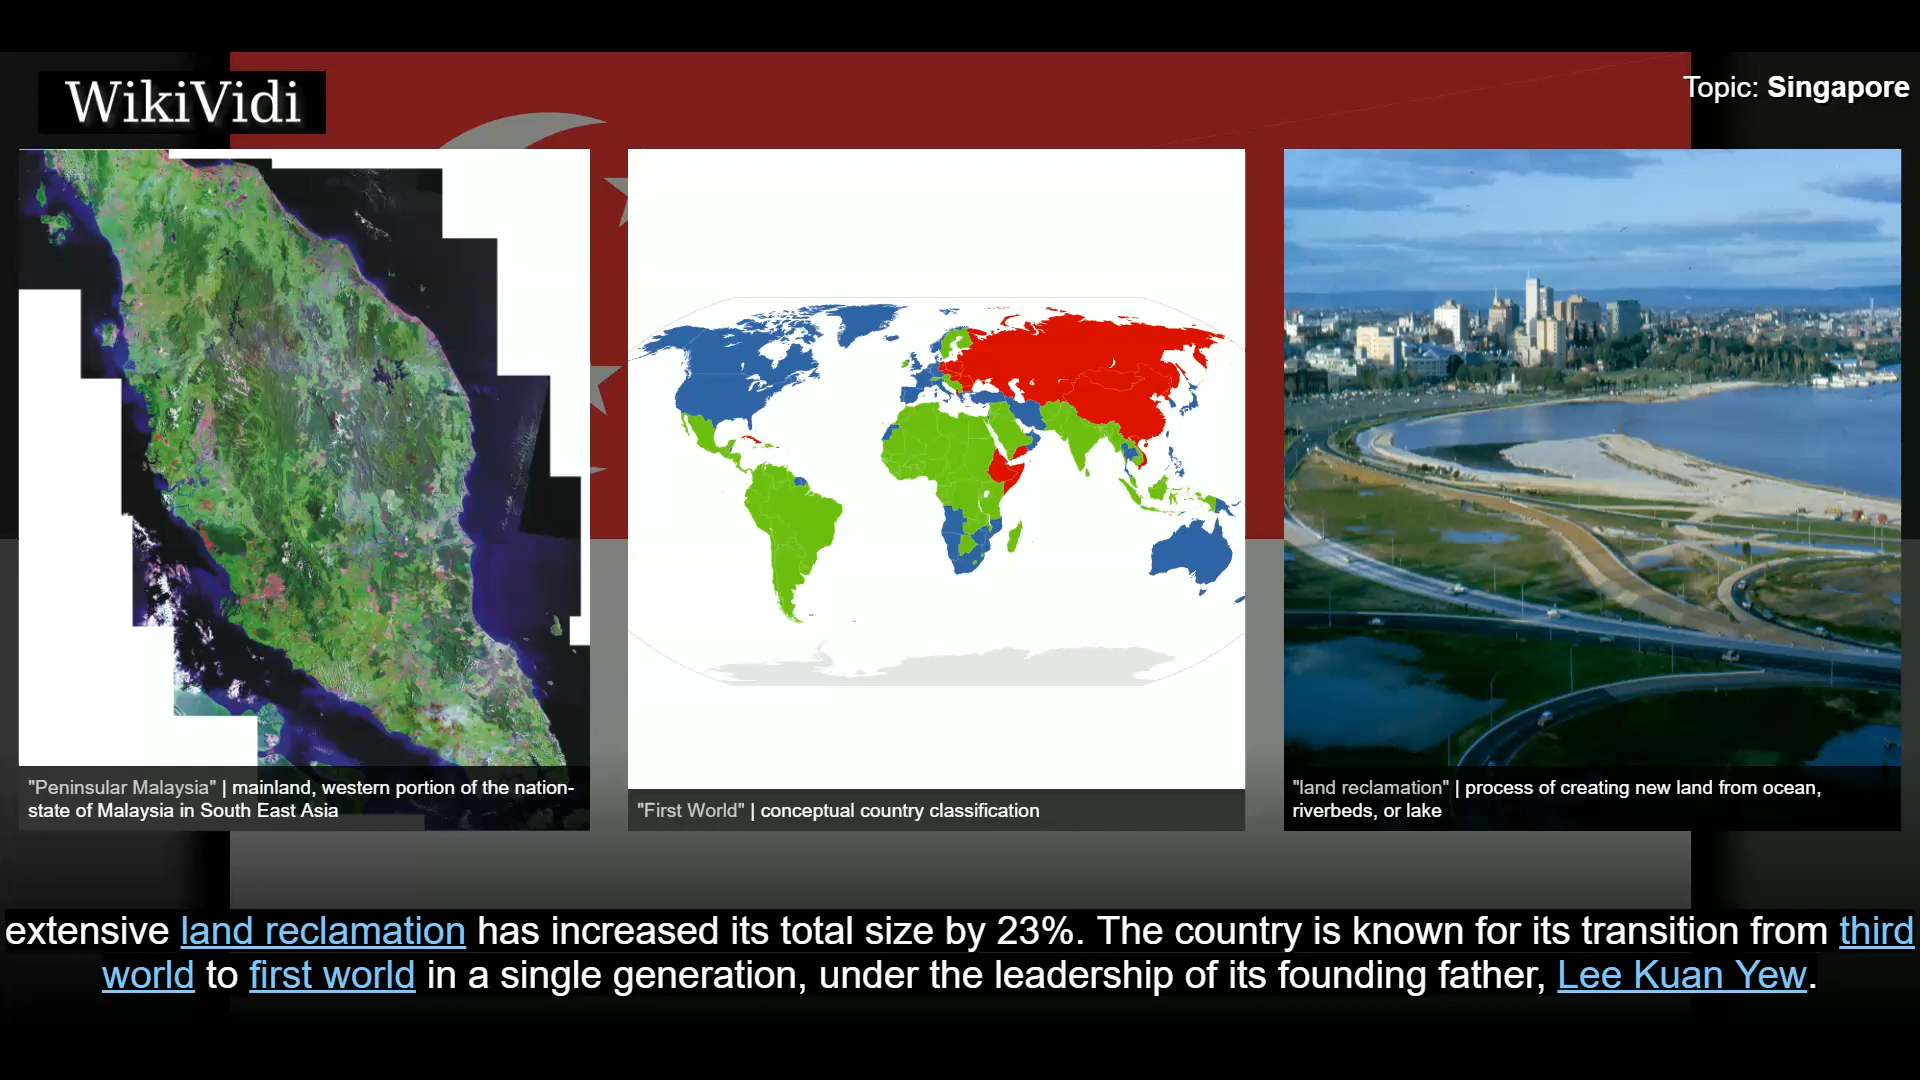 WikiVidi
Topic: Singapore
"Peninsular Malaysia" | mainland, western portion of the nation-
state of Malaysia in South East Asia
"First World" | conceptual country classification
"land reclamation" | process of creating new land from ocean,
riverbeds, or lake
extensive land reclamation has increased its total size by 23%. The country is known for its transition from third
world to first world in a single generation, under the leadership of its founding father, Lee Kuan Yew.